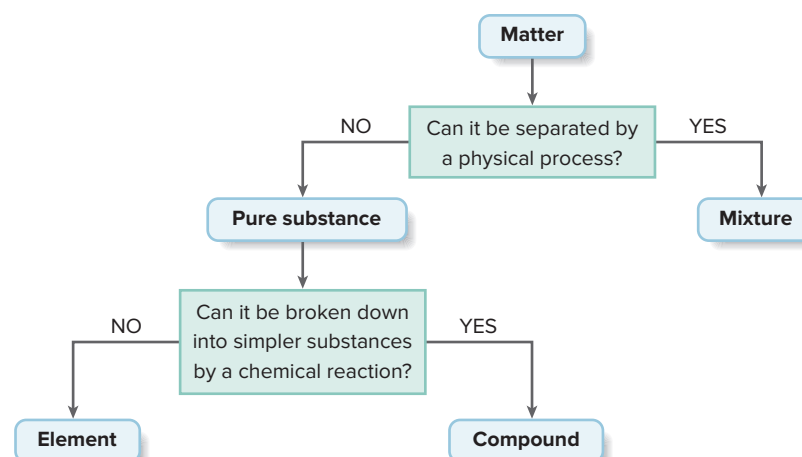 Matter
NO
Can it be separated by
a physical process?
YES
Pure substance
Mixture
NO
Can it be broken down
into simpler substances
by a chemical reaction?
YES
Element
Compound